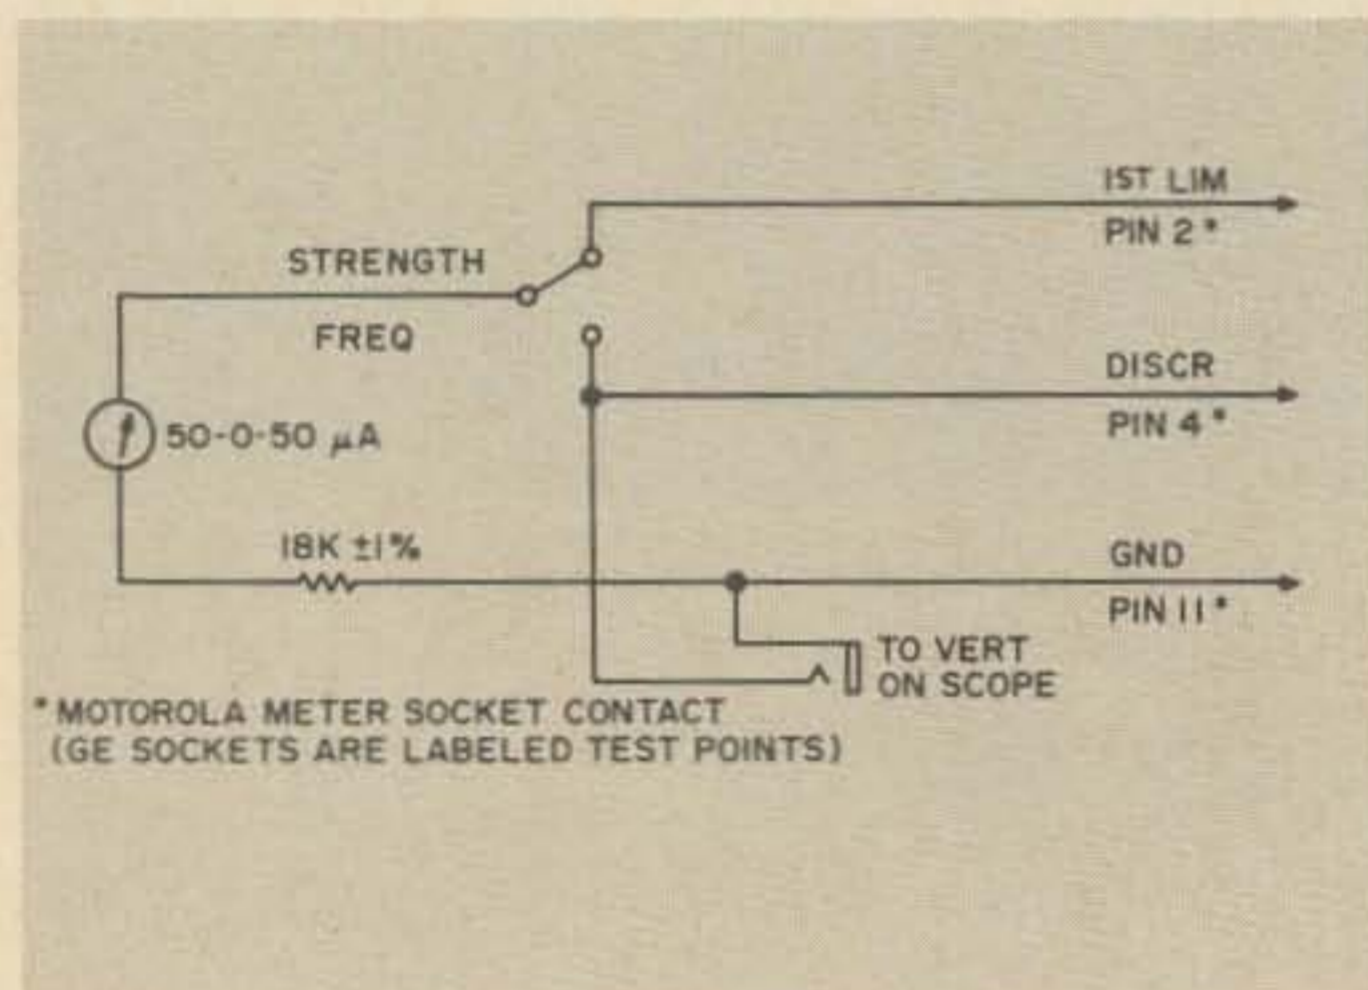 1ST LIM
PIN 2*
STRENGTH
FREQ
DISCR
PIN 4*
50-0-50 µA
18K ±1%
GND
PIN 11*
TO VERT
ON SCOPE
*MOTOROLA METER SOCKET CONTACT
(GE SOCKETS ARE LABELED TEST POINTS)